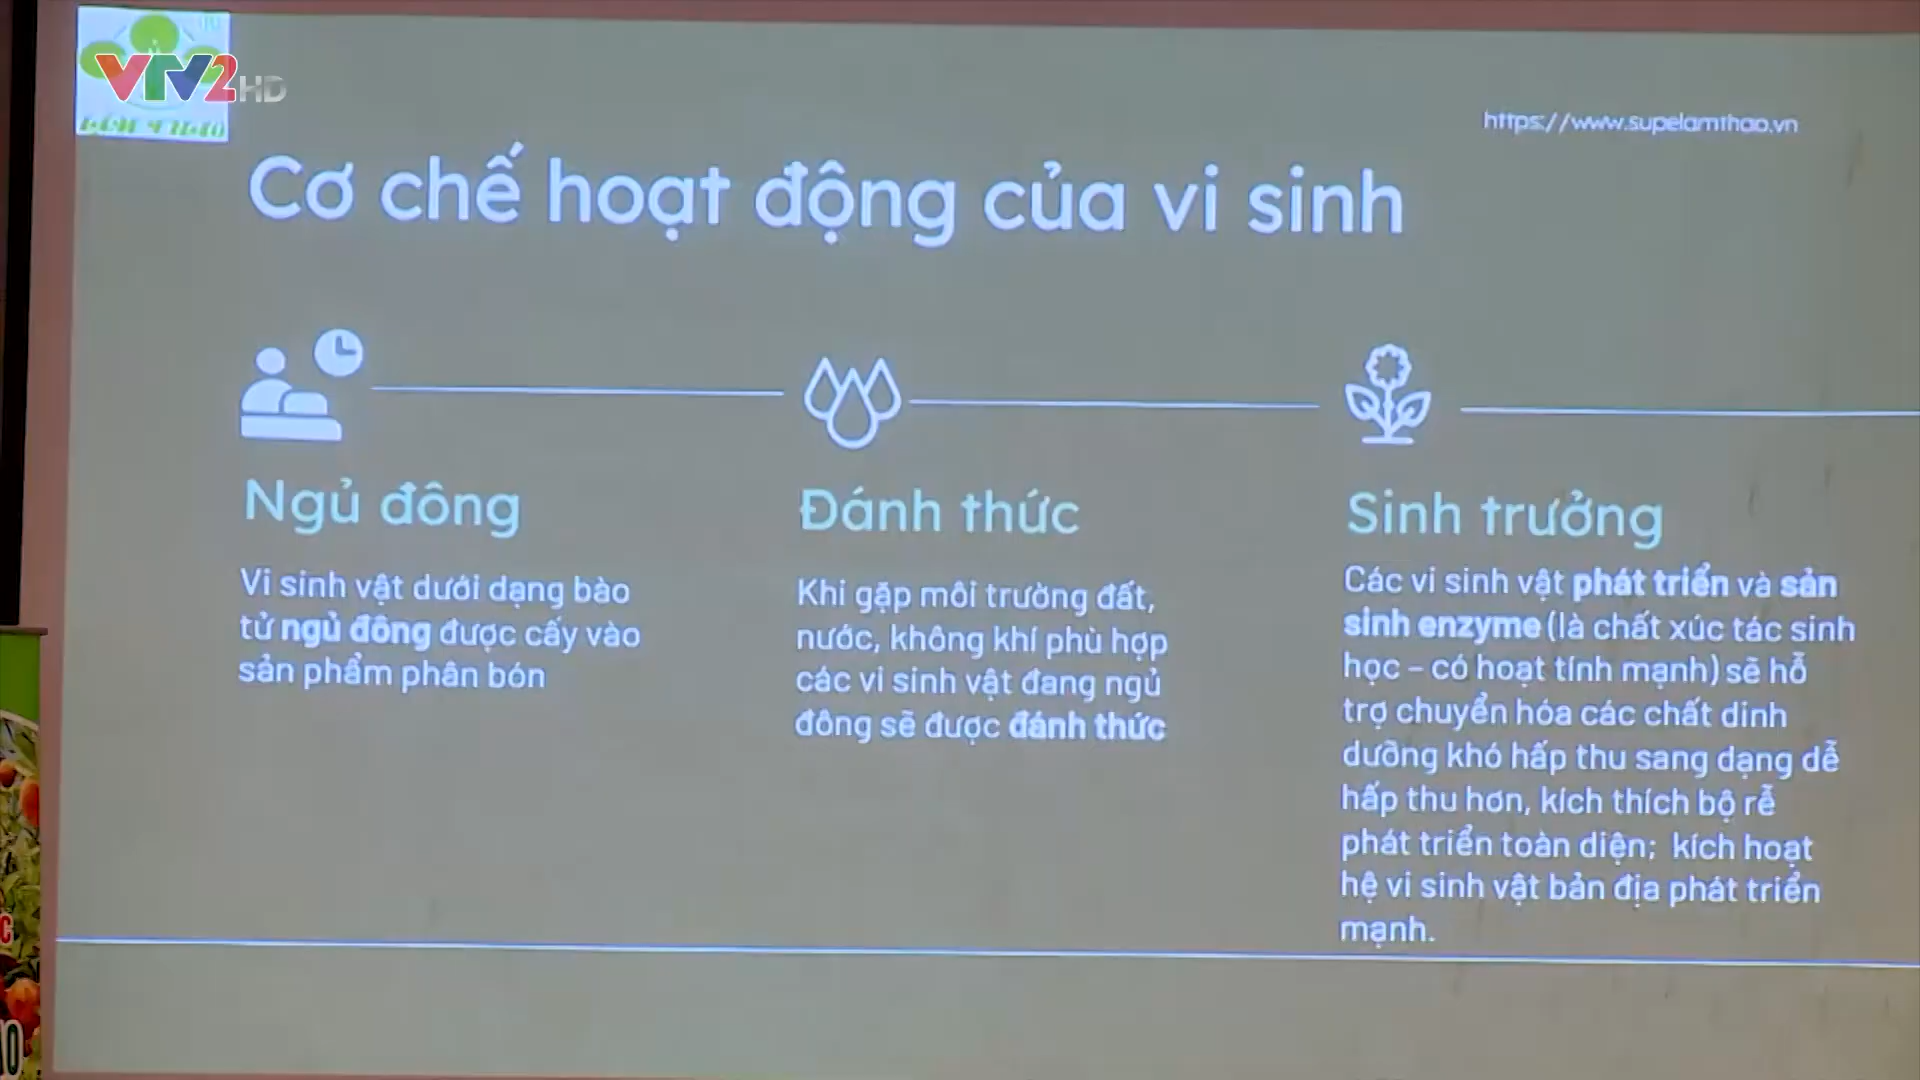 VTV2 HD
https://www.supelamthao.vn
Cơ chế hoạt động của vi sinh
Ngủ đông
Vi sinh vật dưới dạng bào
tử ngủ đông được cấy vào
sản phẩm phân bón
Đánh thức
Khi gặp môi trường đất,
nước, không khí phù hợp
các vi sinh vật đang ngủ
đông sẽ được đánh thức
Sinh trưởng
Các vi sinh vật phát triển và sản
sinh enzyme (là chất xúc tác sinh
học – có hoạt tính mạnh) sẽ hỗ
trợ chuyển hóa các chất dinh
dưỡng khó hấp thu sang dạng dễ
hấp thu hơn, kích thích bộ rễ
phát triển toàn diện; kích hoạt
hệ vi sinh vật bản địa phát triển
mạnh.